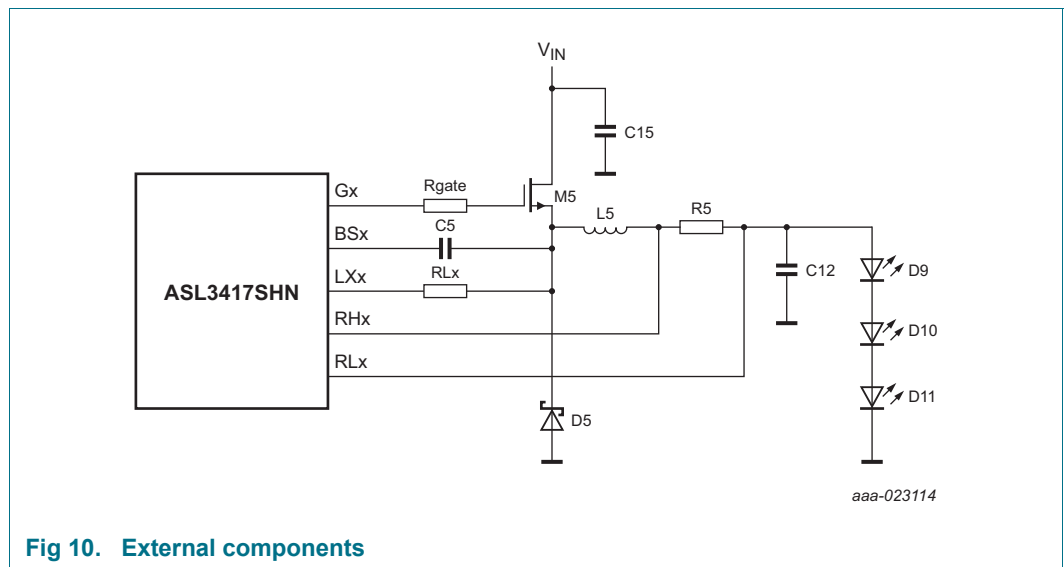 VIN
C15
Gx
Rgate
M5
BSx
C5
L5
R5
LXx
RLx
C12
D9
ASL3417SHN
RHx
D10
RLx
D11
D5
aaa-023114
Fig 10. External components